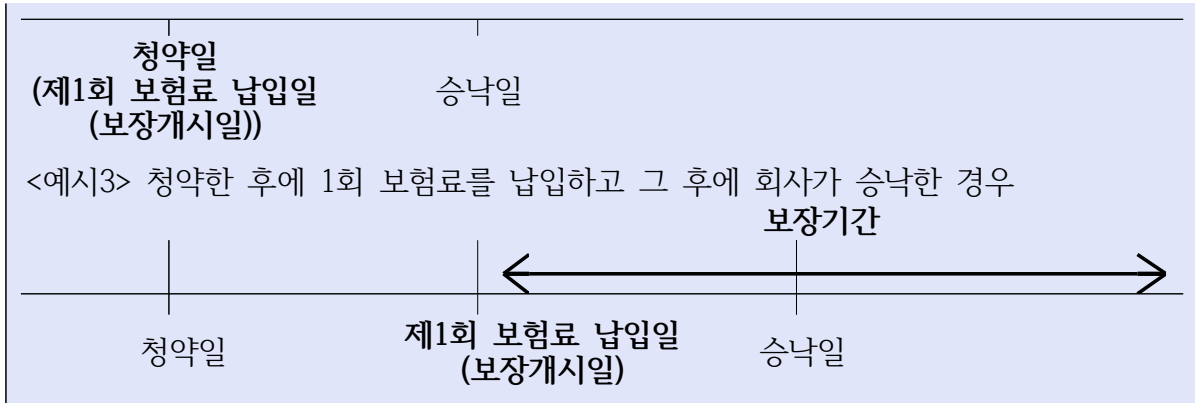 청약일
(제1회 보험료 납입일
(보장개시일))
승낙일
<예시3> 청약한 후에 1회 보험료를 납입하고 그 후에 회사가 승낙한 경우
보장기간
청약일
제1회 보험료 납입일
(보장개시일)
승낙일